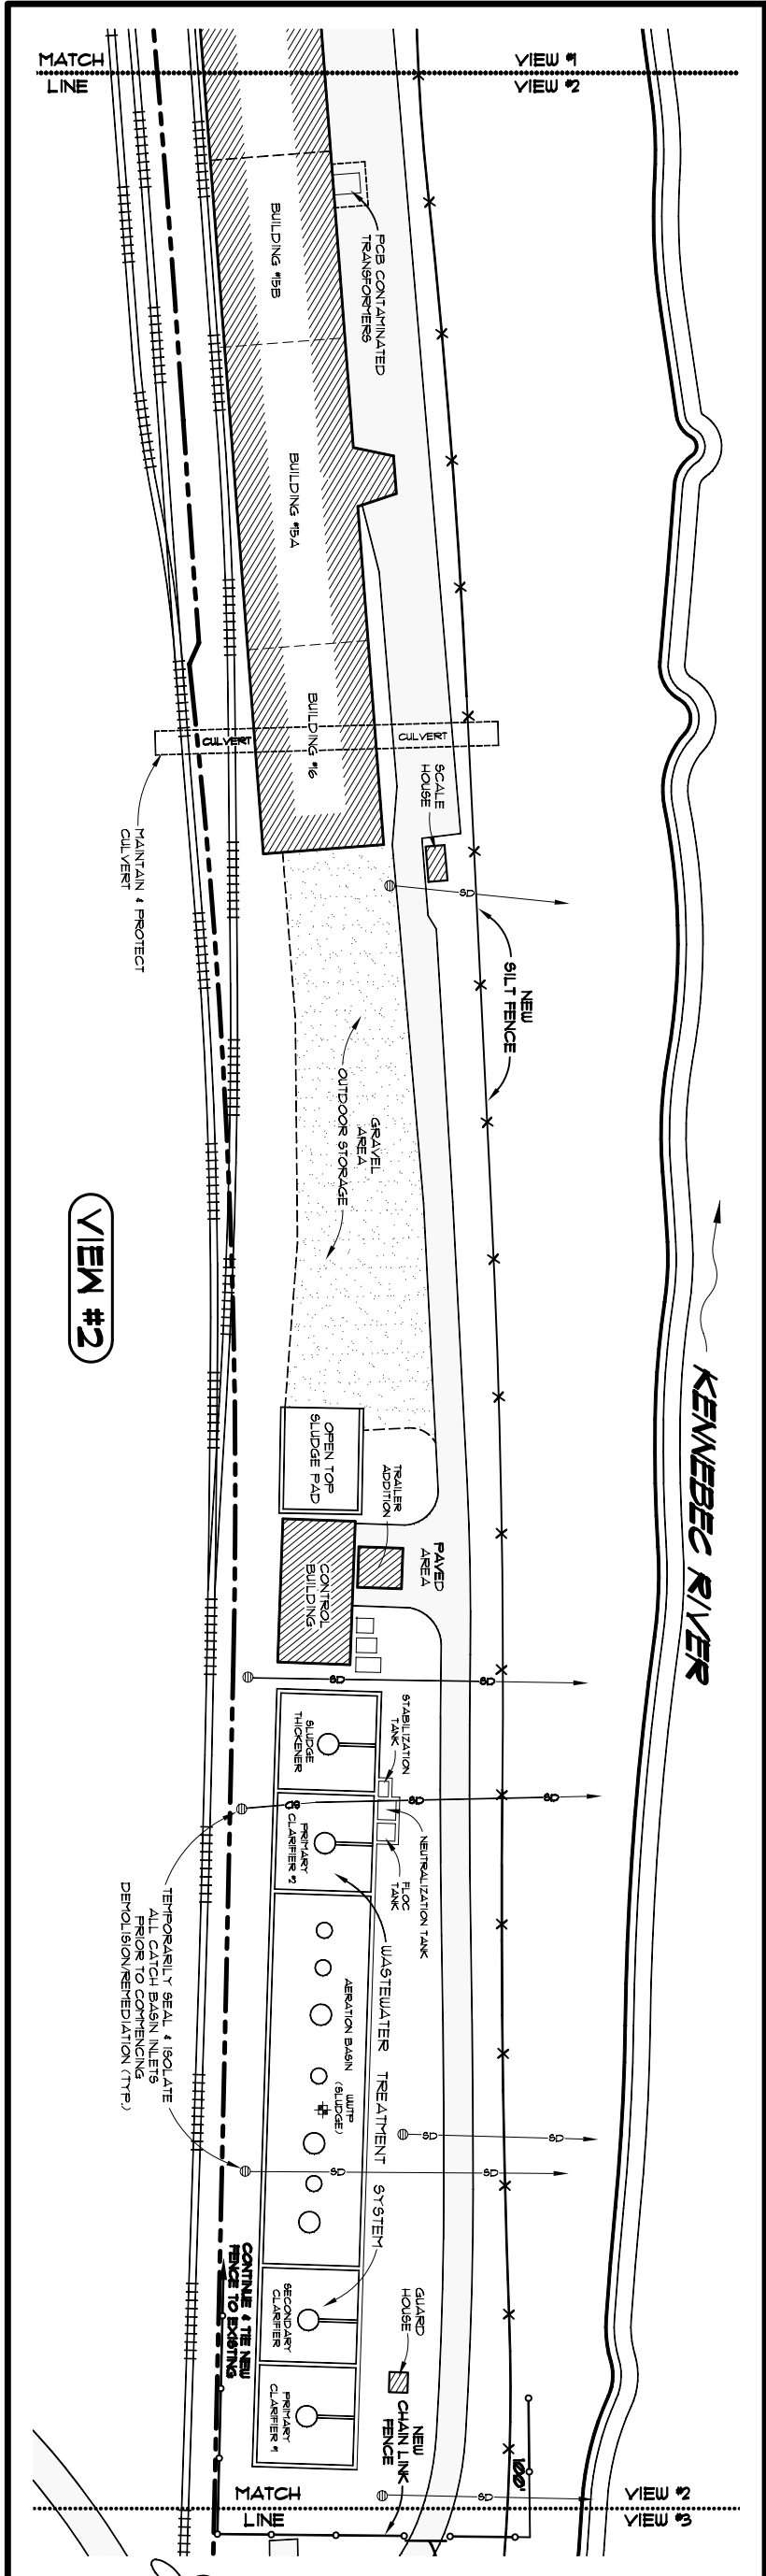 MATCH
LINE
VIEW #1
VIEW #2
BUILDING #15B
PCB CONTAMINATED
TRANSFORMERS
BUILDING #15A
BUILDING #16
CULVERT
CULVERT
SCALE
HOUSE
MAINTAIN & PROTECT
CULVERT
SD
NEW
SILT FENCE
GRAVEL
AREA
OUTDOOR STORAGE
VIEW #2
KENNEBEC RIVER
OPEN TOP
SLUDGE PAD
TRAILER
ADDITION
PAVED
AREA
CONTROL
BUILDING
SD
SD
STABILIZATION
TANK
SLUDGE
THICKENER
SD
SD
SD
PRIMARY
CLARIFIER #2
NEUTRALIZATION TANK
FLOC
TANK
TEMPORARILY SEAL & ISOLATE
ALL CATCH BASIN INLETS
PRIOR TO COMMENCING
DEMOLISION/REMEDIATION (TYP.)
WASTEWATER TREATMENT SYSTEM
AERATION BASIN
WWTP
(SLUDGE)
SD
SD
SD
SD
CONTINUE & TIE NEW
FENCE TO EXISTING
SECONDARY
CLARIFIER
GUARD
HOUSE
PRIMARY
CLARIFIER #1
NEW
CHAIN LINK
FENCE
100'
SD
MATCH
LINE
VIEW #2
VIEW #3